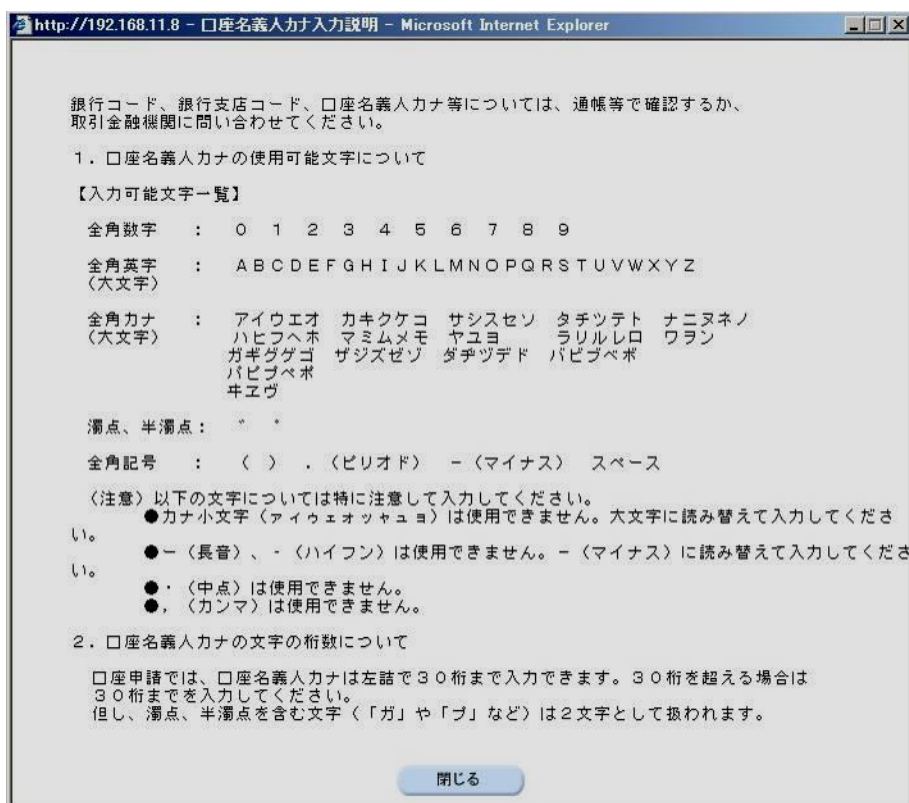 http://192.168.11.8 - 口座名義人カナ入力説明 - Microsoft Internet Explorer
銀行コード、銀行支店コード、口座名義人カナ等については、通帳等で確認するか、
取引金融機関に問い合わせてください。
１．口座名義人カナの使用可能文字について
【入力可能文字一覧】
全角数字 ： ０ １ ２ ３ ４ ５ ６ ７ ８ ９
全角英字 ： ＡＢＣＤＥＦＧＨＩＪＫＬＭＮＯＰＱＲＳＴＵＶＷＸＹＺ
（大文字）
全角カナ ： アイウエオ カキクケコ サシスセソ タチツテト ナニヌネノ
（大文字） ハヒフヘホ マミムメモ ヤユヨ ラリルレロ ワヲン
ガギグゲゴ ザジズゼゾ ダヂヅデド バビブベボ
パピプペポ
ヰヱヴ
濁点、半濁点： ゛ ゜
全角記号 ： （ ） ．（ピリオド） －（マイナス） スペース
（注意）以下の文字については特に注意して入力してください。
●カナ小文字（ァィゥェォッャュョ）は使用できません。大文字に読み替えて入力してくださ
い。
●ー（長音）、‐（ハイフン）は使用できません。－（マイナス）に読み替えて入力してくださ
い。
●・（中点）は使用できません。
●，（カンマ）は使用できません。
２．口座名義人カナの文字の桁数について
口座申請では、口座名義人カナは左詰で３０桁まで入力できます。３０桁を超える場合は
３０桁までを入力してください。
但し、濁点、半濁点を含む文字（「ガ」や「プ」など）は２文字として扱われます。
閉じる